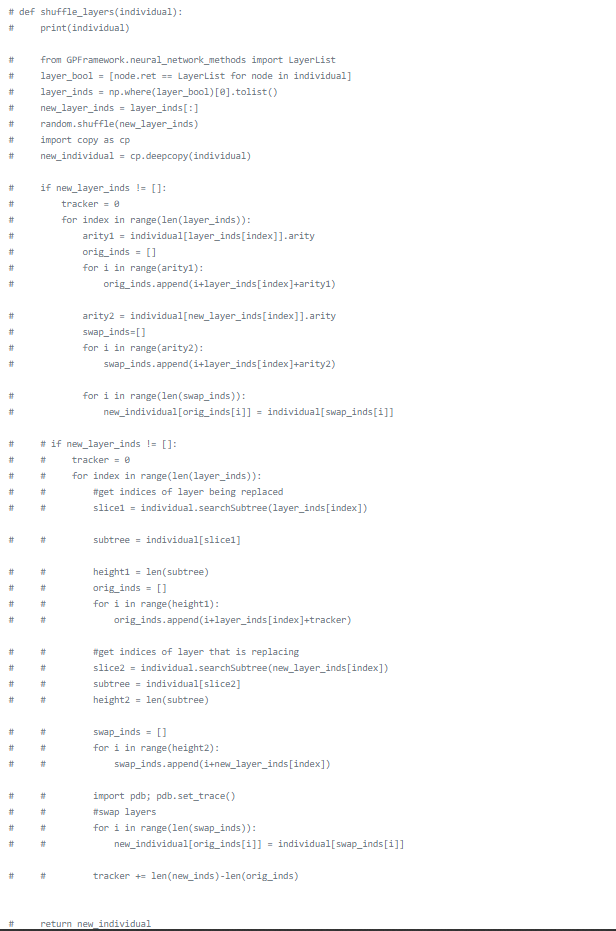 # def shuffle_layers(individual):
#     print(individual)
#     from GPFramework.neural_network_methods import LayerList
#     layer_bool = [node.ret == LayerList for node in individual]
#     layer_inds = np.where(layer_bool)[0].tolist()
#     new_layer_inds = layer_inds[:]
#     random.shuffle(new_layer_inds)
#     import copy as cp
#     new_individual = cp.deepcopy(individual)
#     if new_layer_inds != []:
#         tracker = 0
#         for index in range(len(layer_inds)):
#             arity1 = individual[layer_inds[index]].arity
#             orig_inds = []
#             for i in range(arity1):
#                 orig_inds.append(i+layer_inds[index]+arity1)
#             arity2 = individual[new_layer_inds[index]].arity
#             swap_inds=[]
#             for i in range(arity2):
#                 swap_inds.append(i+layer_inds[index]+arity2)
#             for i in range(len(swap_inds)):
#                 new_individual[orig_inds[i]] = individual[swap_inds[i]]
#     # if new_layer_inds != []:
#     #     tracker = 0
#     #     for index in range(len(layer_inds)):
#     #         #get indices of layer being replaced
#     #         slice1 = individual.searchSubtree(layer_inds[index])
#     #         subtree = individual[slice1]
#     #         height1 = len(subtree)
#     #         orig_inds = []
#     #         for i in range(height1):
#     #             orig_inds.append(i+layer_inds[index]+tracker)
#     #         #get indices of layer that is replacing
#     #         slice2 = individual.searchSubtree(new_layer_inds[index])
#     #         subtree = individual[slice2]
#     #         height2 = len(subtree)
#     #         swap_inds = []
#     #         for i in range(height2):
#     #             swap_inds.append(i+new_layer_inds[index])
#     #         import pdb; pdb.set_trace()
#     #         #swap layers
#     #         for i in range(len(swap_inds)):
#     #             new_individual[orig_inds[i]] = individual[swap_inds[i]]
#     #         tracker += len(new_inds)-len(orig_inds)
#     return new_individual